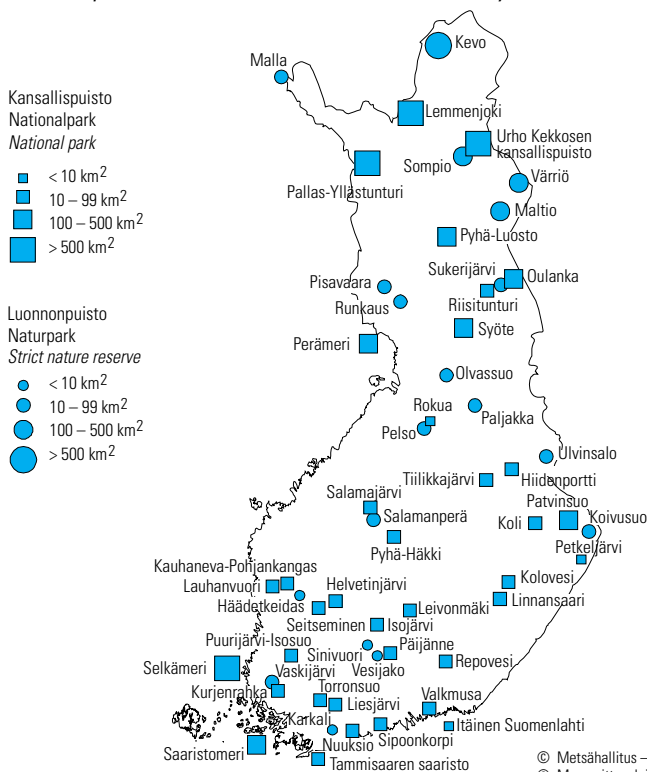 Kevo
Malla
Kansallispuisto
Nationalpark
National park
< 10 km²
10 – 99 km²
100 – 500 km²
> 500 km²
Luonnonpuisto
Naturpark
Strict nature reserve
< 10 km²
10 – 99 km²
100 – 500 km²
> 500 km²
Lemmenjoki
Urho Kekkosen
kansallispuisto
Sompio
Värriö
Pallas-Yllästunturi
Maltio
Pyhä-Luosto
Sukerijärvi
Oulanka
Pisavaara
Riisitunturi
Runkaus
Syöte
Perämeri
Olvassuo
Rokua
Paljakka
Pelso
Ulvinsalo
Tiilikkajärvi
Hiidenportti
Salamajärvi
Patvinsuo
Salamanperä
Koli
Koivusuo
Pyhä-Häkki
Petkeljärvi
Kauhaneva-Pohjankangas
Kolovesi
Lauhanvuori
Helvetinjärvi
Linnansaari
Häädetkeidas
Leivonmäki
Seitseminen
Isojärvi
Puurijärvi-Isosuo
Päijänne
Sinivuori
Repovesi
Selkämeri
Vesijako
Vaskijärvi
Kurjenrahka
Torronsuo
Valkmusa
Liesjärvi
Karkali
Itäinen Suomenlahti
Sipoonkorpi
Nuuksio
Saaristomeri
Tammisaaren saaristo
© Metsähallitus –